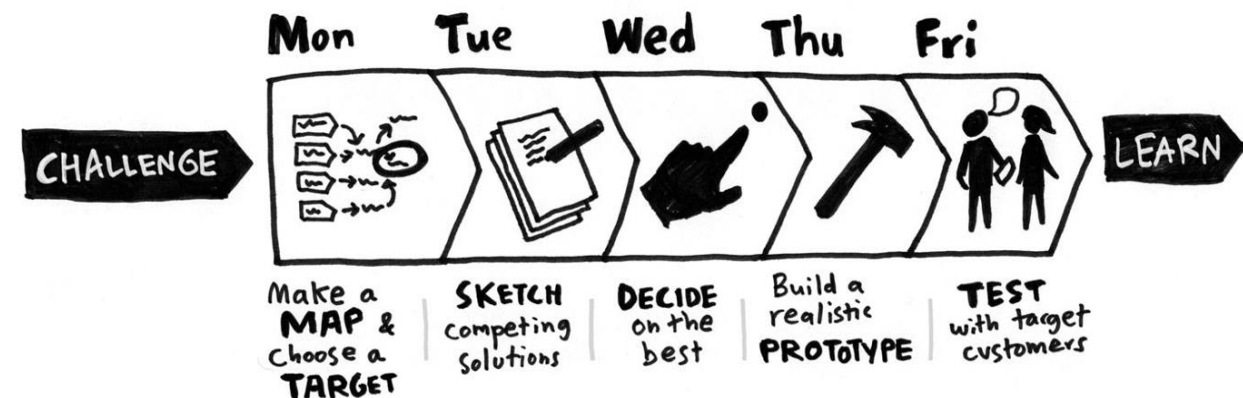 Mon Tue Wed Thu Fri
CHALLENGE
LEARN
Make a
MAP &
choose a
TARGET
SKETCH
competing
solutions
DECIDE
on the
best
Build a
realistic
PROTOTYPE
TEST
with target
customers